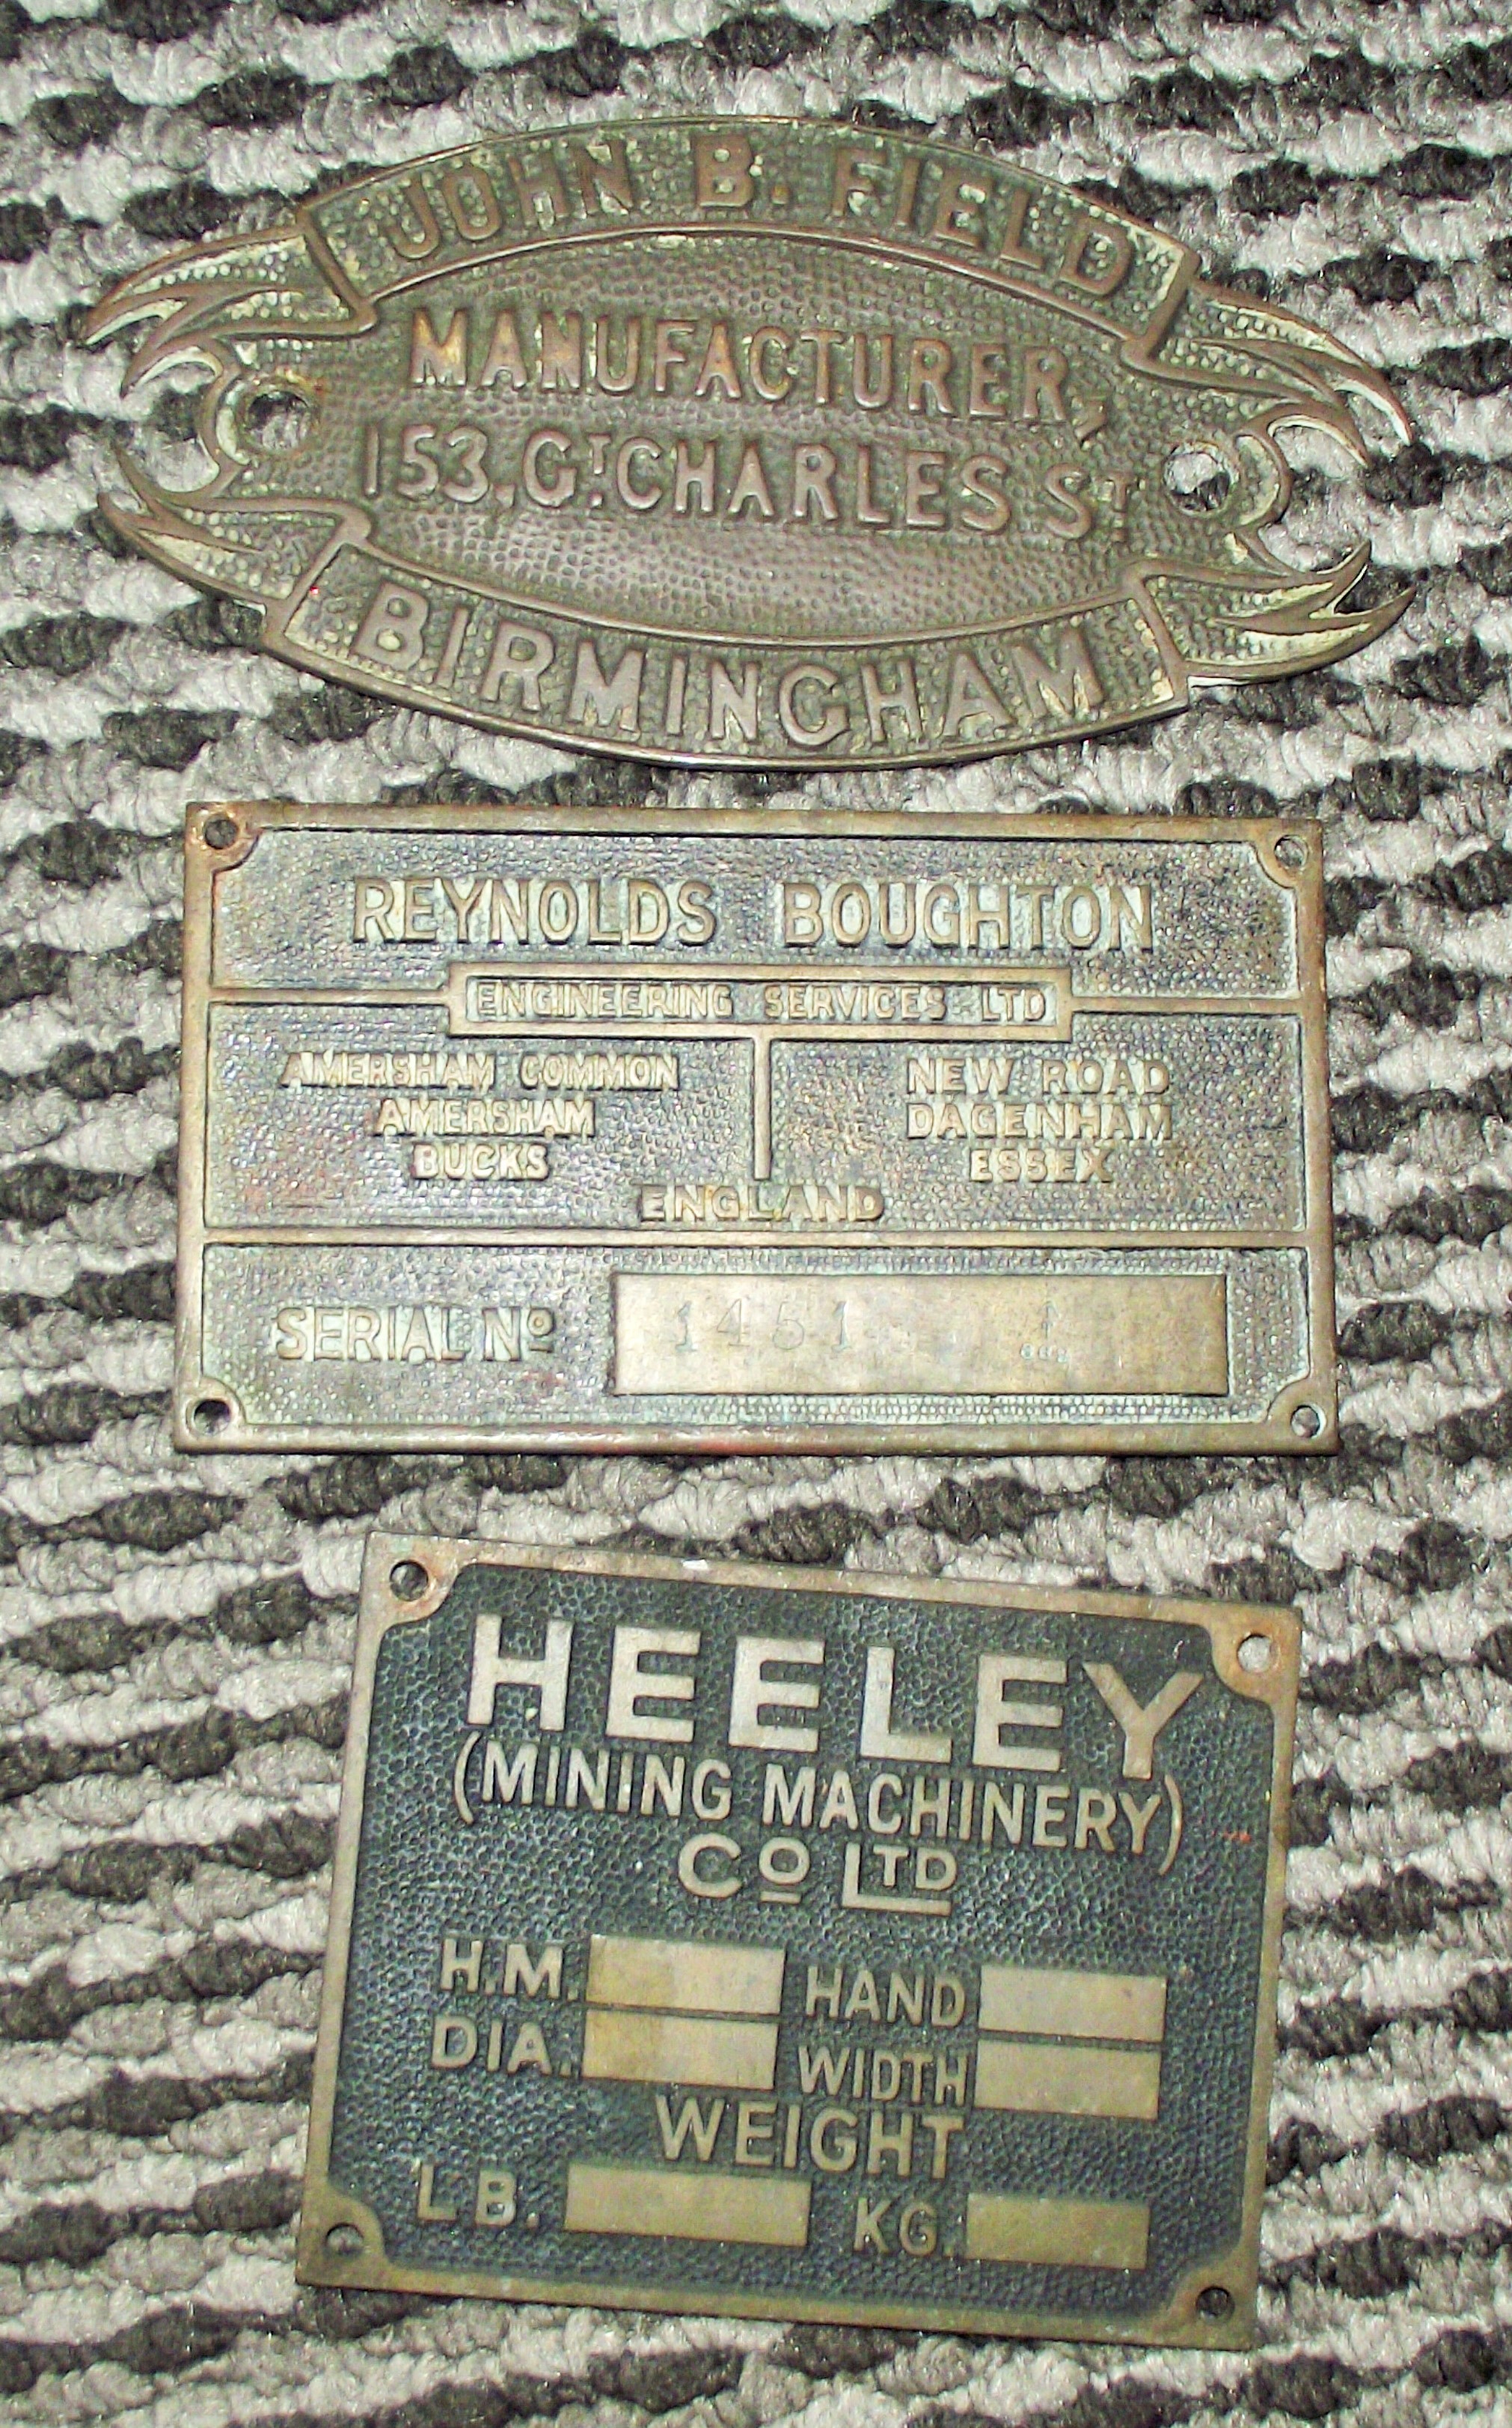 JOHN B. FIELD
MANUFACTURER,
153, GT. CHARLES ST
BIRMINGHAM
REYNOLDS BOUGHTON
ENGINEERING SERVICES LTD
AMERSHAM COMMON
AMERSHAM
BUCKS
NEW ROAD
DAGENHAM
ESSEX
ENGLAND
SERIAL Nº 1451
HEELEY
(MINING MACHINERY)
Cº LTD
H.M. HAND
DIA. WIDTH
WEIGHT
LB. KG.